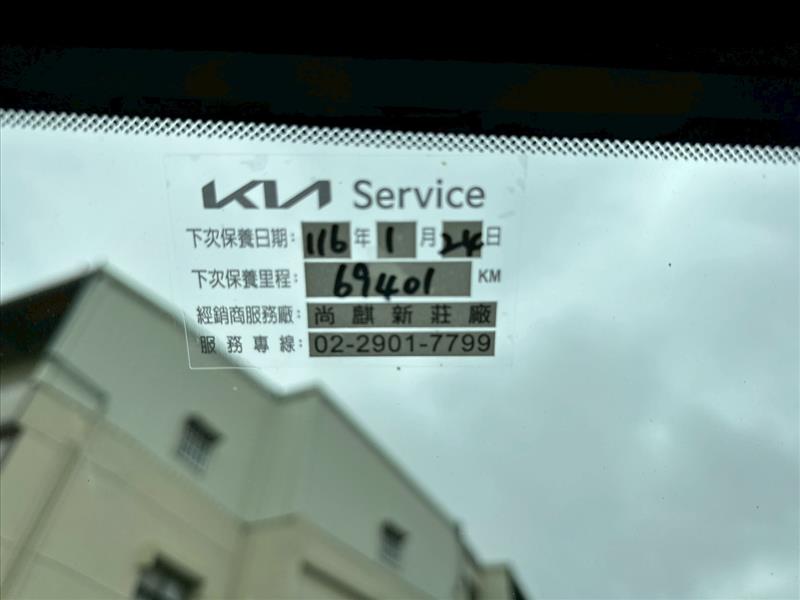 KIA Service
下次保養日期: 116 年 1 月 24 日
下次保養里程: 69401 KM
經銷商服務廠: 尚麒新莊廠
服務專線: 02-2901-7799